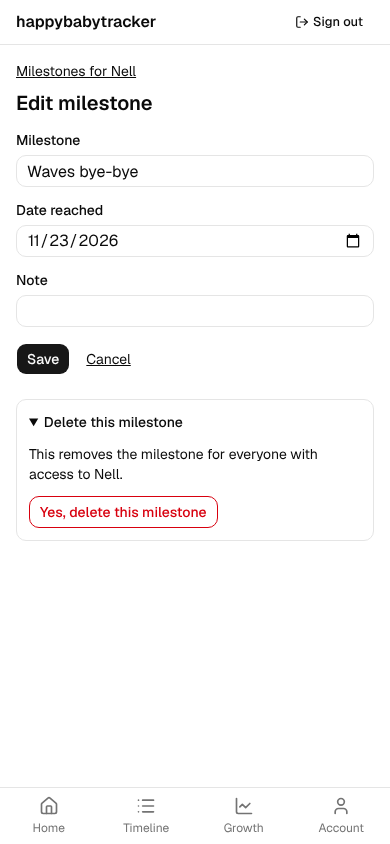 happybabytracker
Sign out
Milestones for Nell
Edit milestone
Milestone
Waves bye-bye
Date reached
11/23/2026
Note
Save
Cancel
Delete this milestone
This removes the milestone for everyone with
access to Nell.
Yes, delete this milestone
Home
Timeline
Growth
Account